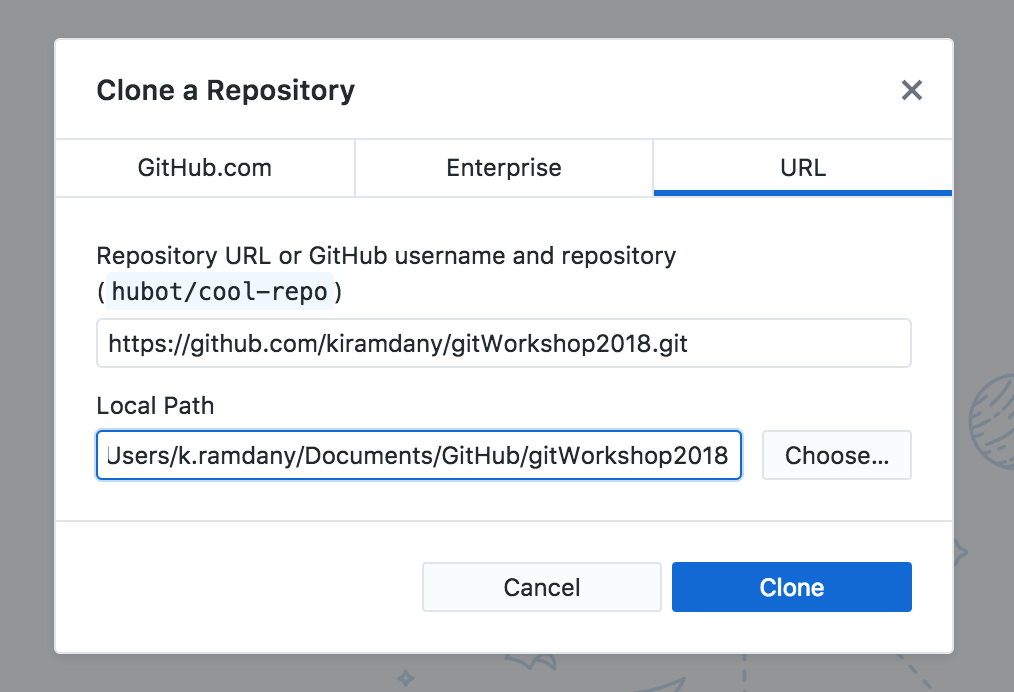 Clone a Repository
GitHub.com
Enterprise
URL
Repository URL or GitHub username and repository
(hubot/cool-repo)
https://github.com/kiramdany/gitWorkshop2018.git
Local Path
Users/k.ramdany/Documents/GitHub/gitWorkshop2018
Choose...
Cancel
Clone